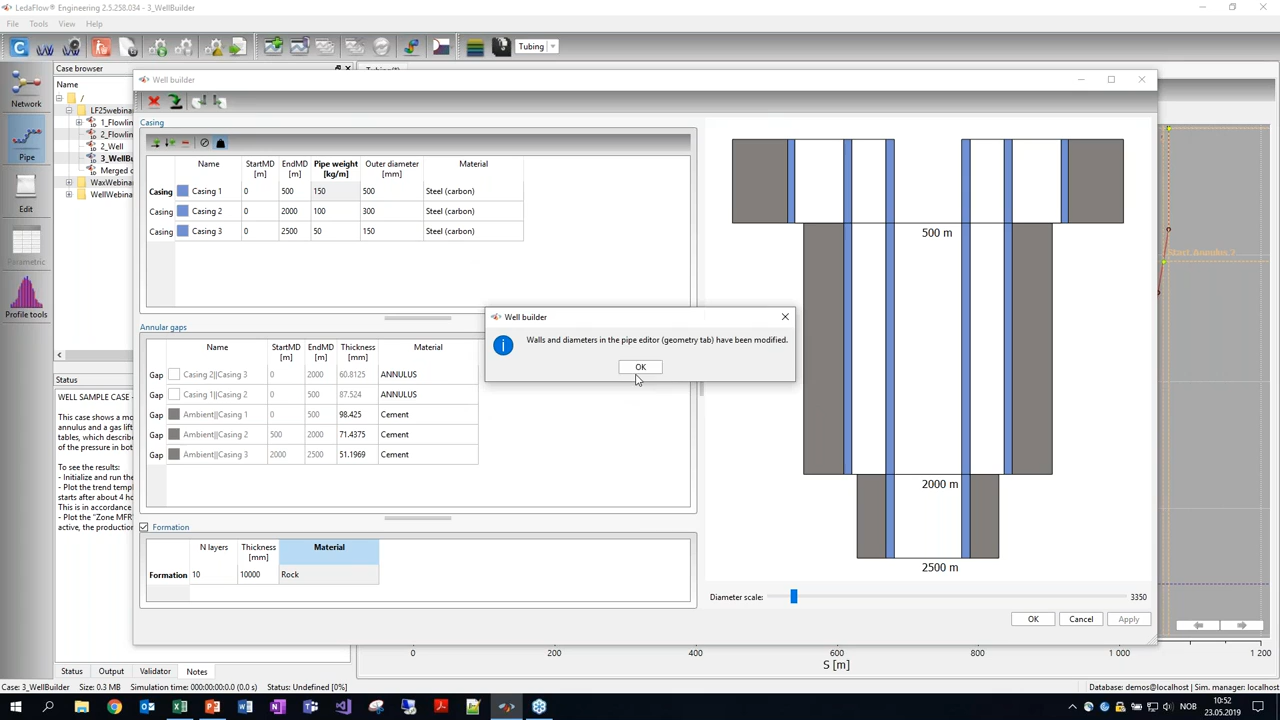 LedaFlow® Engineering 2.5.258.034 - 3_WellBuilder
File Tools View Help
Tubing
Case browser
Name
/
LF25webina
1_Flowlin
2_Flowlin
2_Well
3_WellBu
Merged c
WaxWebina
WellWebina
Network
Pipe
Edit
Parametric
Profile tools
Well builder
Casing
Name StartMD [m] EndMD [m] Pipe weight [kg/m] Outer diameter [mm] Material
Casing Casing 1 0 500 150 500 Steel (carbon)
Casing Casing 2 0 2000 100 300 Steel (carbon)
Casing Casing 3 0 2500 50 150 Steel (carbon)
Annular gaps
Name StartMD [m] EndMD [m] Thickness [mm] Material
Gap Casing 2||Casing 3 0 2000 60.8125 ANNULUS
Gap Casing 1||Casing 2 0 500 87.524 ANNULUS
Gap Ambient||Casing 1 0 500 98.425 Cement
Gap Ambient||Casing 2 500 2000 71.4375 Cement
Gap Ambient||Casing 3 2000 2500 51.1969 Cement
Formation
N layers Thickness [mm] Material
Formation 10 10000 Rock
Well builder
Walls and diameters in the pipe editor (geometry tab) have been modified.
OK
500 m
2000 m
2500 m
Diameter scale: 3350
OK Cancel Apply
Status
WELL SAMPLE CASE -
This case shows a mo
annulus and a gas lift
tables, which describe
of the pressure in bott
To see the results:
- Initialize and run the
- Plot the trend templ
starts after about 4 ho
This is in accordance
- Plot the "Zone MFR"
active, the production
Status Output Validator Notes
0 200 400 600 800 1 000 1 200
S [m]
Case: 3_WellBuilder Size: 0.3 MB Simulation time: 000:00:00:0.0 (0.0 s) Status: Undefined [0%]
Database: demos@localhost Sim. manager: localhost
NOR
10:52
23.05.2019